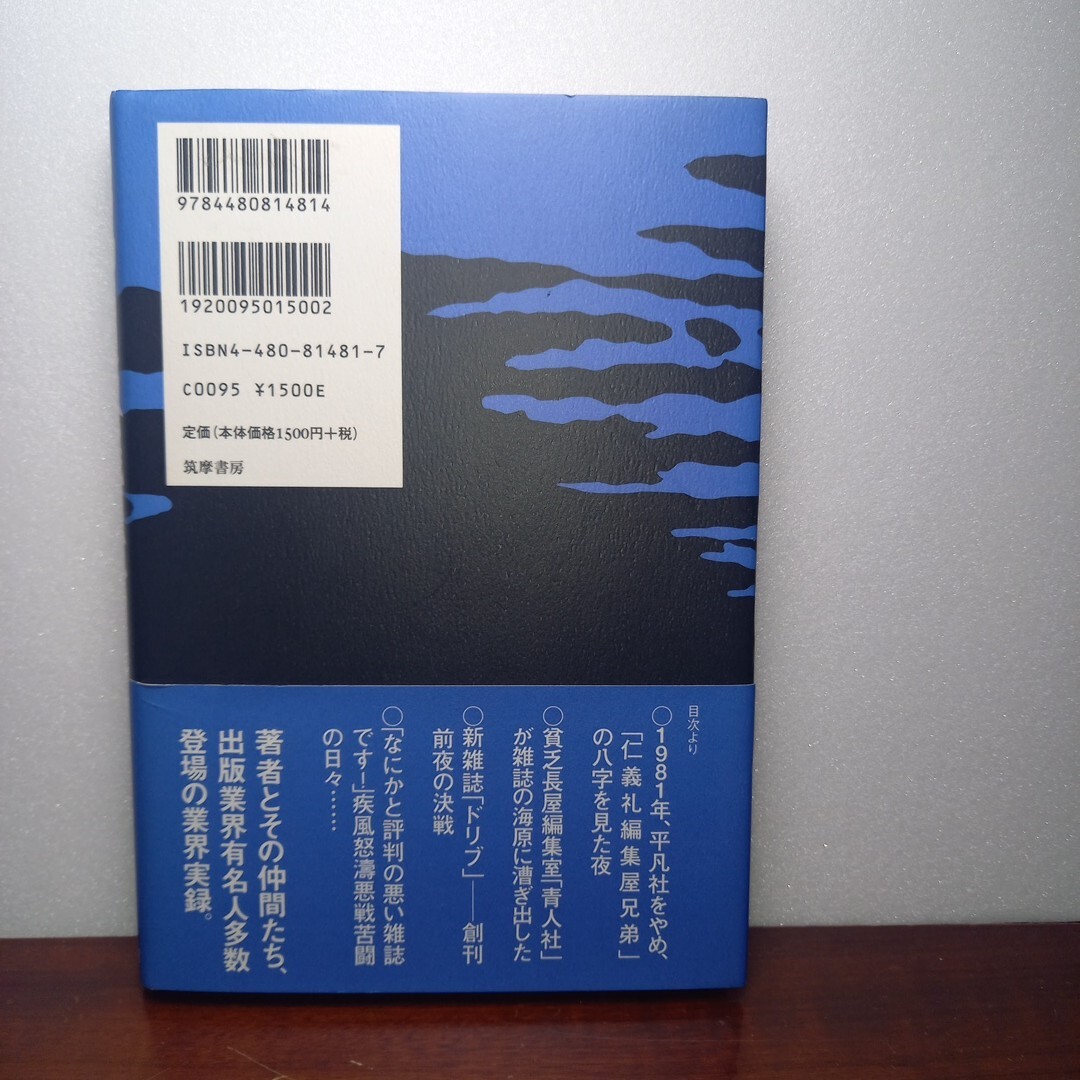 9784480814814
1920095015002
ISBN4-480-81481-7
C0095 ¥1500E
定価(本体価格1500円+税)
筑摩書房
目次より
○1981年、平凡社をやめ、
「仁義礼編集屋兄弟」
の八字を見た夜
○貧乏長屋編集室「青人社」
が雑誌の海原に漕ぎ出した
○新雑誌「ドリブ」——創刊
前夜の決戦
○「なにかと評判の悪い雑誌
です!」疾風怒濤悪戦苦闘
の日々……
著者とその仲間たち、
出版業界有名人多数
登場の業界実録。